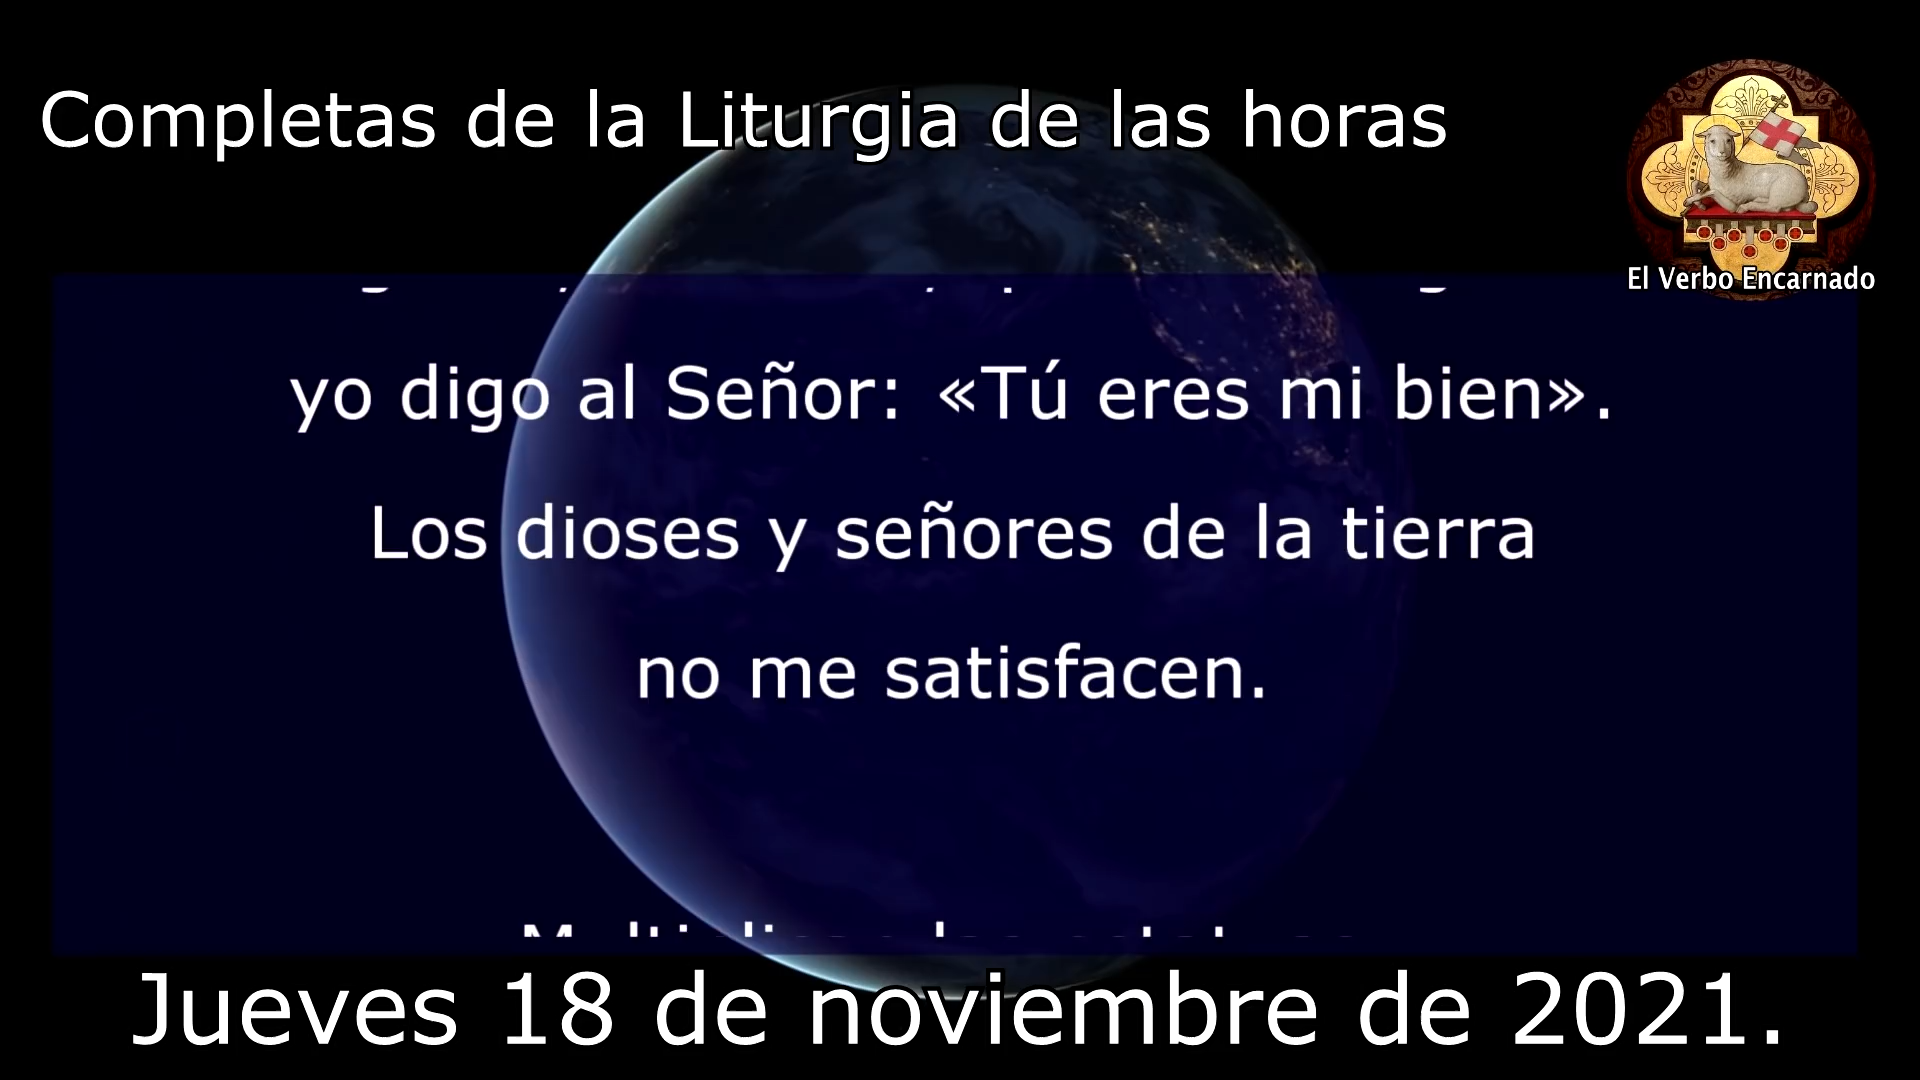 Completas de la Liturgia de las horas
El Verbo Encarnado
yo digo al Señor: «Tú eres mi bien».
Los dioses y señores de la tierra
no me satisfacen.
Jueves 18 de noviembre de 2021.